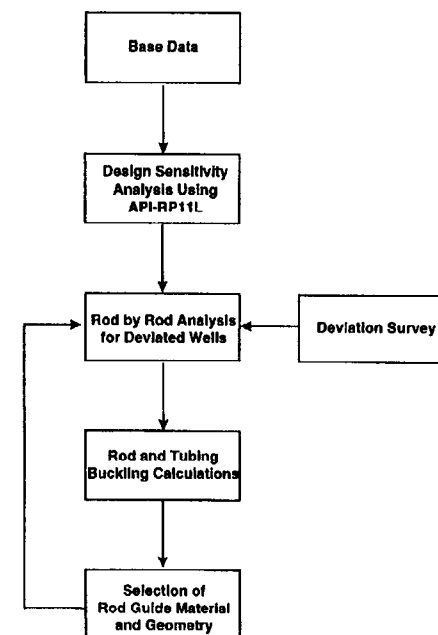 Base Data
Design Sensitivity
Analysis Using
API-RP11L
Rod by Rod Analysis
for Deviated Wells
Deviation Survey
Rod and Tubing
Buckling Calculations
Selection of
Rod Guide Material
and Geometry